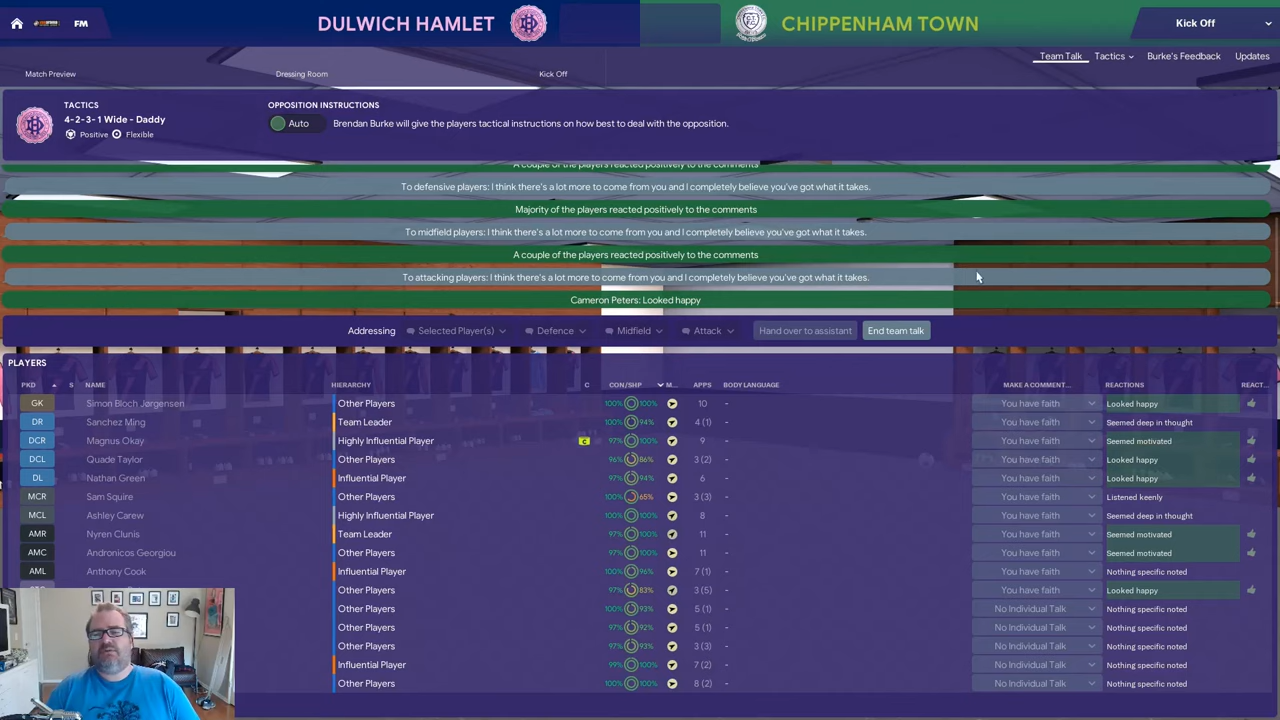 FM
DULWICH HAMLET
CHIPPENHAM TOWN
Kick Off
Match Preview
Dressing Room
Kick Off
Team Talk
Tactics
Burke's Feedback
Updates
TACTICS
4-2-3-1 Wide - Daddy
Positive
Flexible
OPPOSITION INSTRUCTIONS
Auto
Brendan Burke will give the players tactical instructions on how best to deal with the opposition.
A couple of the players reacted positively to the comments
To defensive players: I think there's a lot more to come from you and I completely believe you've got what it takes.
Majority of the players reacted positively to the comments
To midfield players: I think there's a lot more to come from you and I completely believe you've got what it takes.
A couple of the players reacted positively to the comments
To attacking players: I think there's a lot more to come from you and I completely believe you've got what it takes.
Cameron Peters: Looked happy
Addressing Selected Player(s) Defence Midfield Attack Hand over to assistant End team talk
PLAYERS
PKD S NAME HIERARCHY C CON/SHP M... APPS BODY LANGUAGE MAKE A COMMENT... REACTIONS REACT...
GK Simon Bloch Jørgensen Other Players 100% 100% 10 - You have faith Looked happy
DR Sanchez Ming Team Leader 100% 94% 4 (1) - You have faith Seemed deep in thought
DCR Magnus Okay Highly Influential Player C 97% 100% 9 - You have faith Seemed motivated
DCL Quade Taylor Other Players 96% 86% 3 (2) - You have faith Looked happy
DL Nathan Green Influential Player 97% 94% 6 - You have faith Looked happy
MCR Sam Squire Other Players 100% 65% 3 (3) - You have faith Listened keenly
MCL Ashley Carew Highly Influential Player 100% 100% 8 - You have faith Seemed deep in thought
AMR Nyren Clunis Team Leader 97% 100% 11 - You have faith Seemed motivated
AMC Andronicos Georgiou Other Players 97% 100% 11 - You have faith Seemed motivated
AML Anthony Cook Influential Player 100% 96% 7 (1) - You have faith Nothing specific noted
Other Players 97% 83% 3 (5) - You have faith Looked happy
Other Players 100% 93% 5 (1) - No Individual Talk Nothing specific noted
Other Players 97% 92% 5 (1) - No Individual Talk Nothing specific noted
Other Players 97% 93% 3 (3) - No Individual Talk Nothing specific noted
Influential Player 99% 100% 7 (2) - No Individual Talk Nothing specific noted
Other Players 100% 100% 8 (2) - No Individual Talk Nothing specific noted